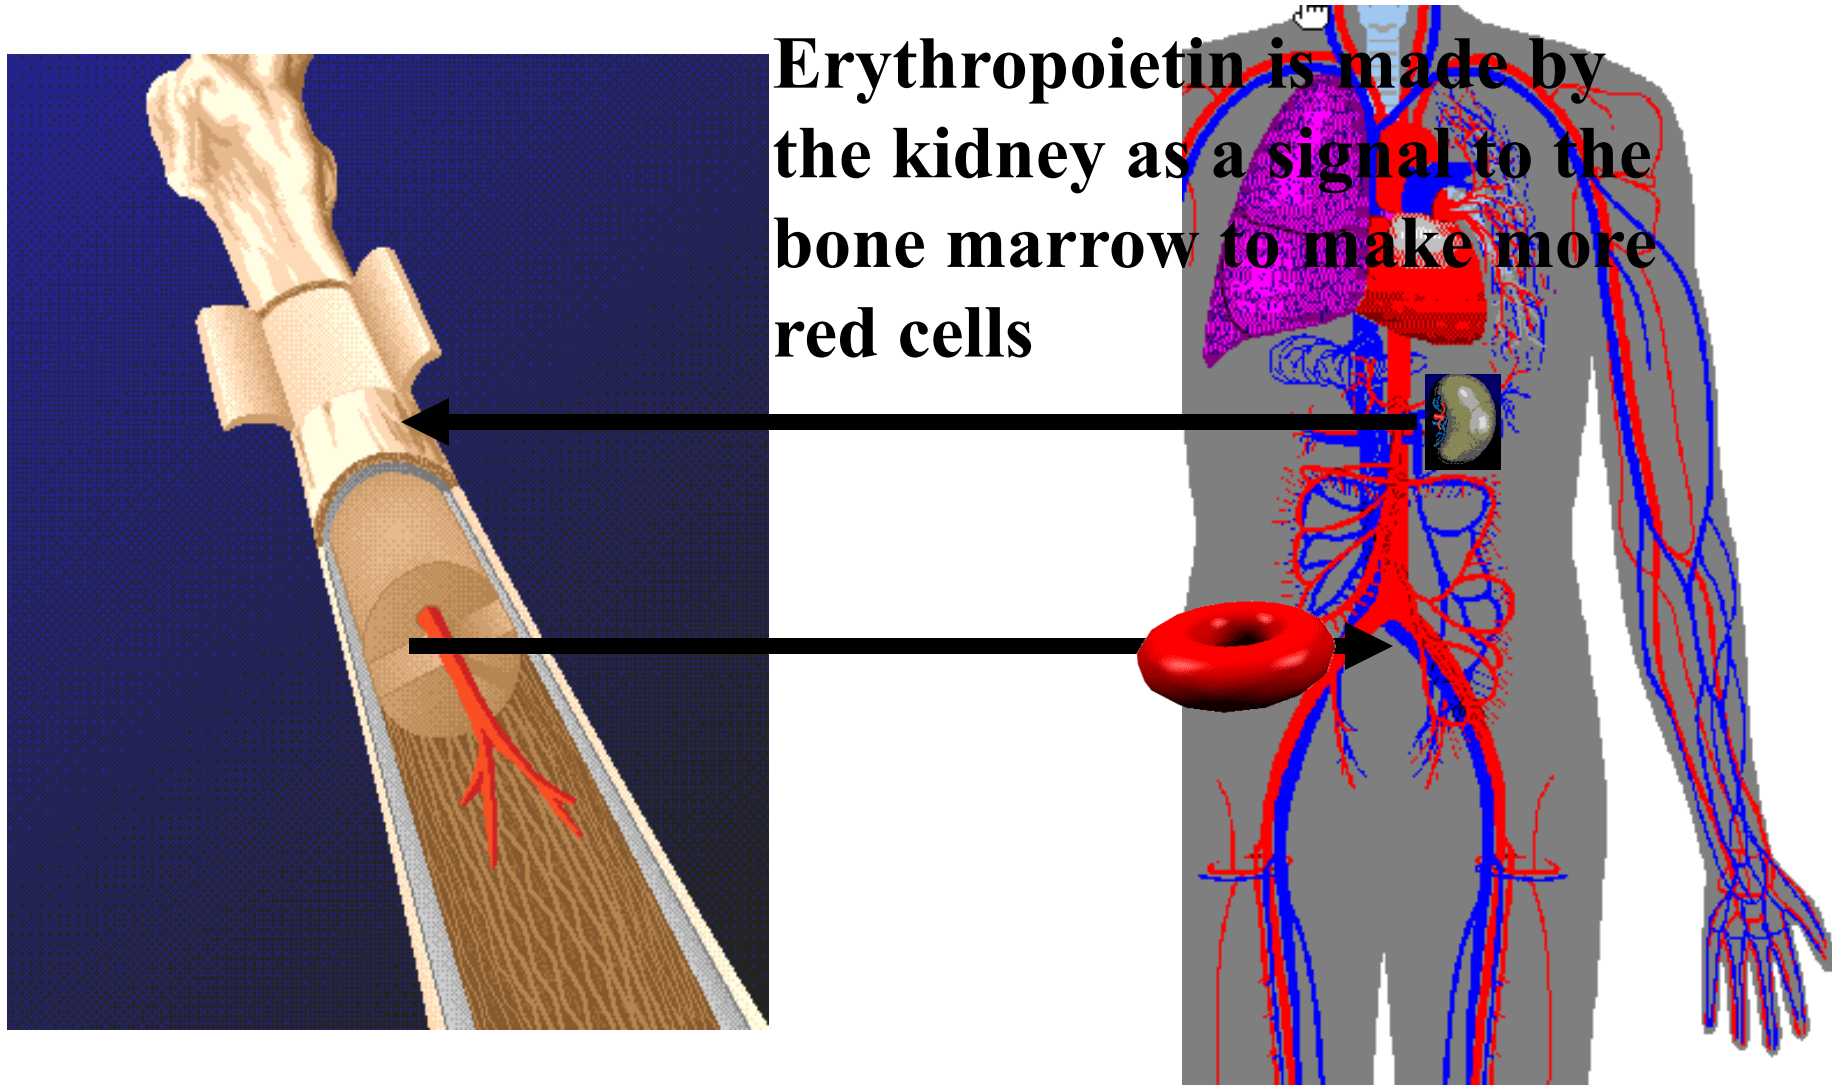 Erythropoietin is made by
the kidney as a signal to the
bone marrow to make more
red cells